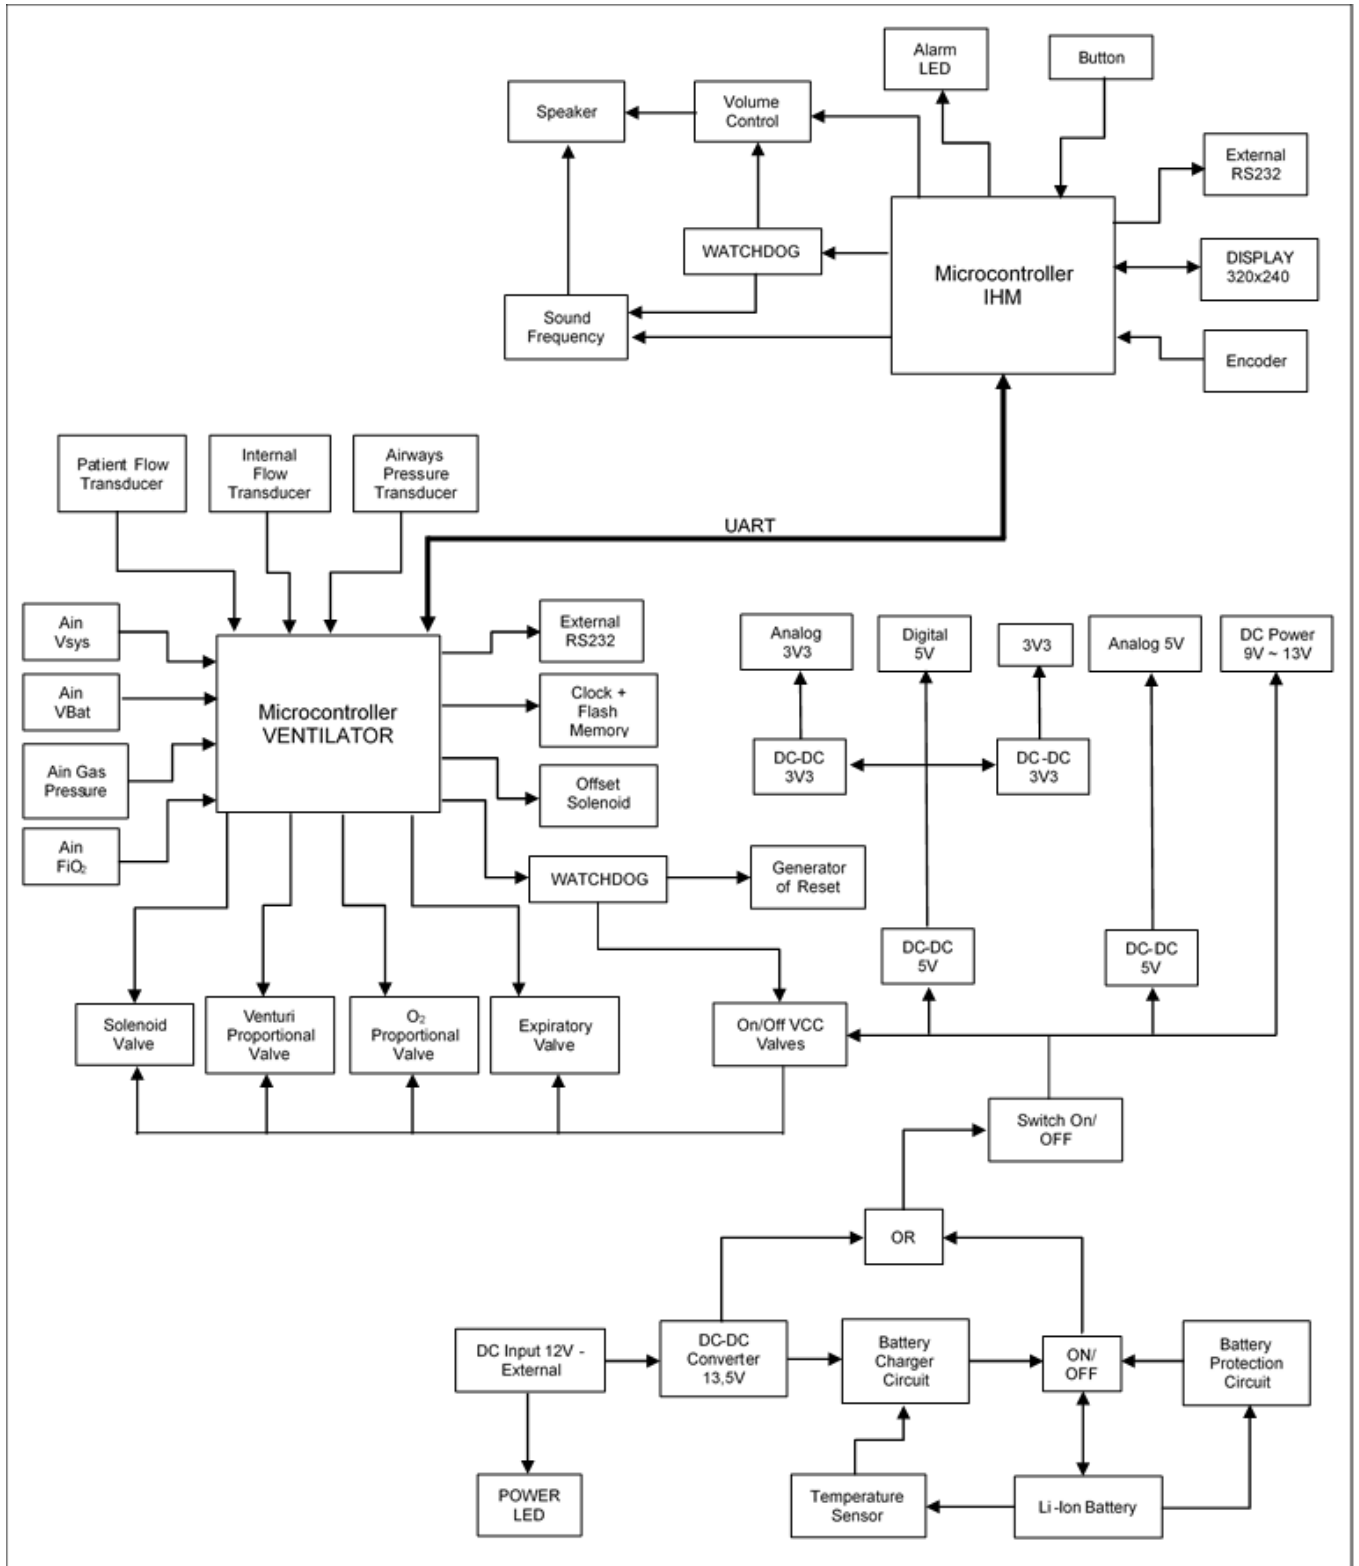 Alarm
LED
Button
Speaker
Volume
Control
External
RS232
WATCHDOG
Microcontroller
IHM
DISPLAY
320x240
Sound
Frequency
Encoder
Patient Flow
Transducer
Internal
Flow
Transducer
Airways
Pressure
Transducer
UART
Ain
Vsys
External
RS232
Analog
3V3
Digital
5V
3V3
Analog 5V
DC Power
9V ~ 13V
Ain
VBat
Microcontroller
VENTILATOR
Clock +
Flash
Memory
Ain Gas
Pressure
DC-DC
3V3
DC-DC
3V3
Offset
Solenoid
Ain
FiO₂
WATCHDOG
Generator
of Reset
DC-DC
5V
DC-DC
5V
Solenoid
Valve
Venturi
Proportional
Valve
O₂
Proportional
Valve
Expiratory
Valve
On/Off VCC
Valves
Switch On/
OFF
OR
DC Input 12V -
External
DC-DC
Converter
13,5V
Battery
Charger
Circuit
ON/
OFF
Battery
Protection
Circuit
POWER
LED
Temperature
Sensor
Li-Ion Battery